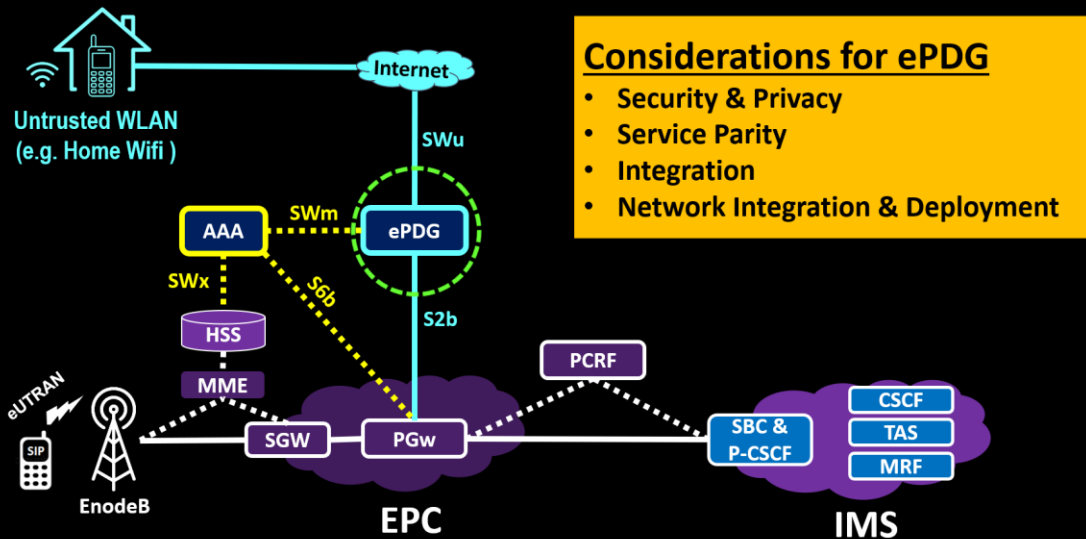 Considerations for ePDG
• Security & Privacy
• Service Parity
• Integration
• Network Integration & Deployment
Internet
Untrusted WLAN
(e.g. Home Wifi )
SWu
AAA
SWm
ePDG
SWx
S6b
S2b
HSS
MME
PCRF
eUTRAN
SIP
EnodeB
SGW
PGw
EPC
SBC &
P-CSCF
CSCF
TAS
MRF
IMS